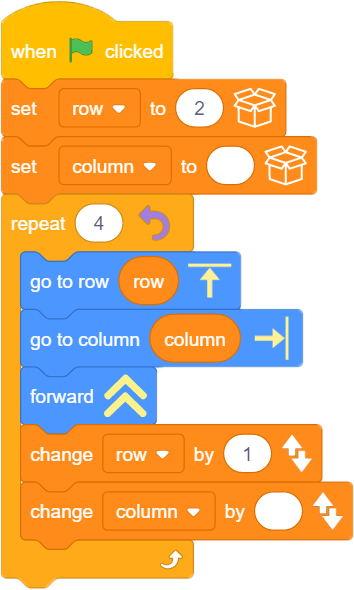 when clicked
set row to 2
set column to
repeat 4
go to row row
go to column column
forward
change row by 1
change column by